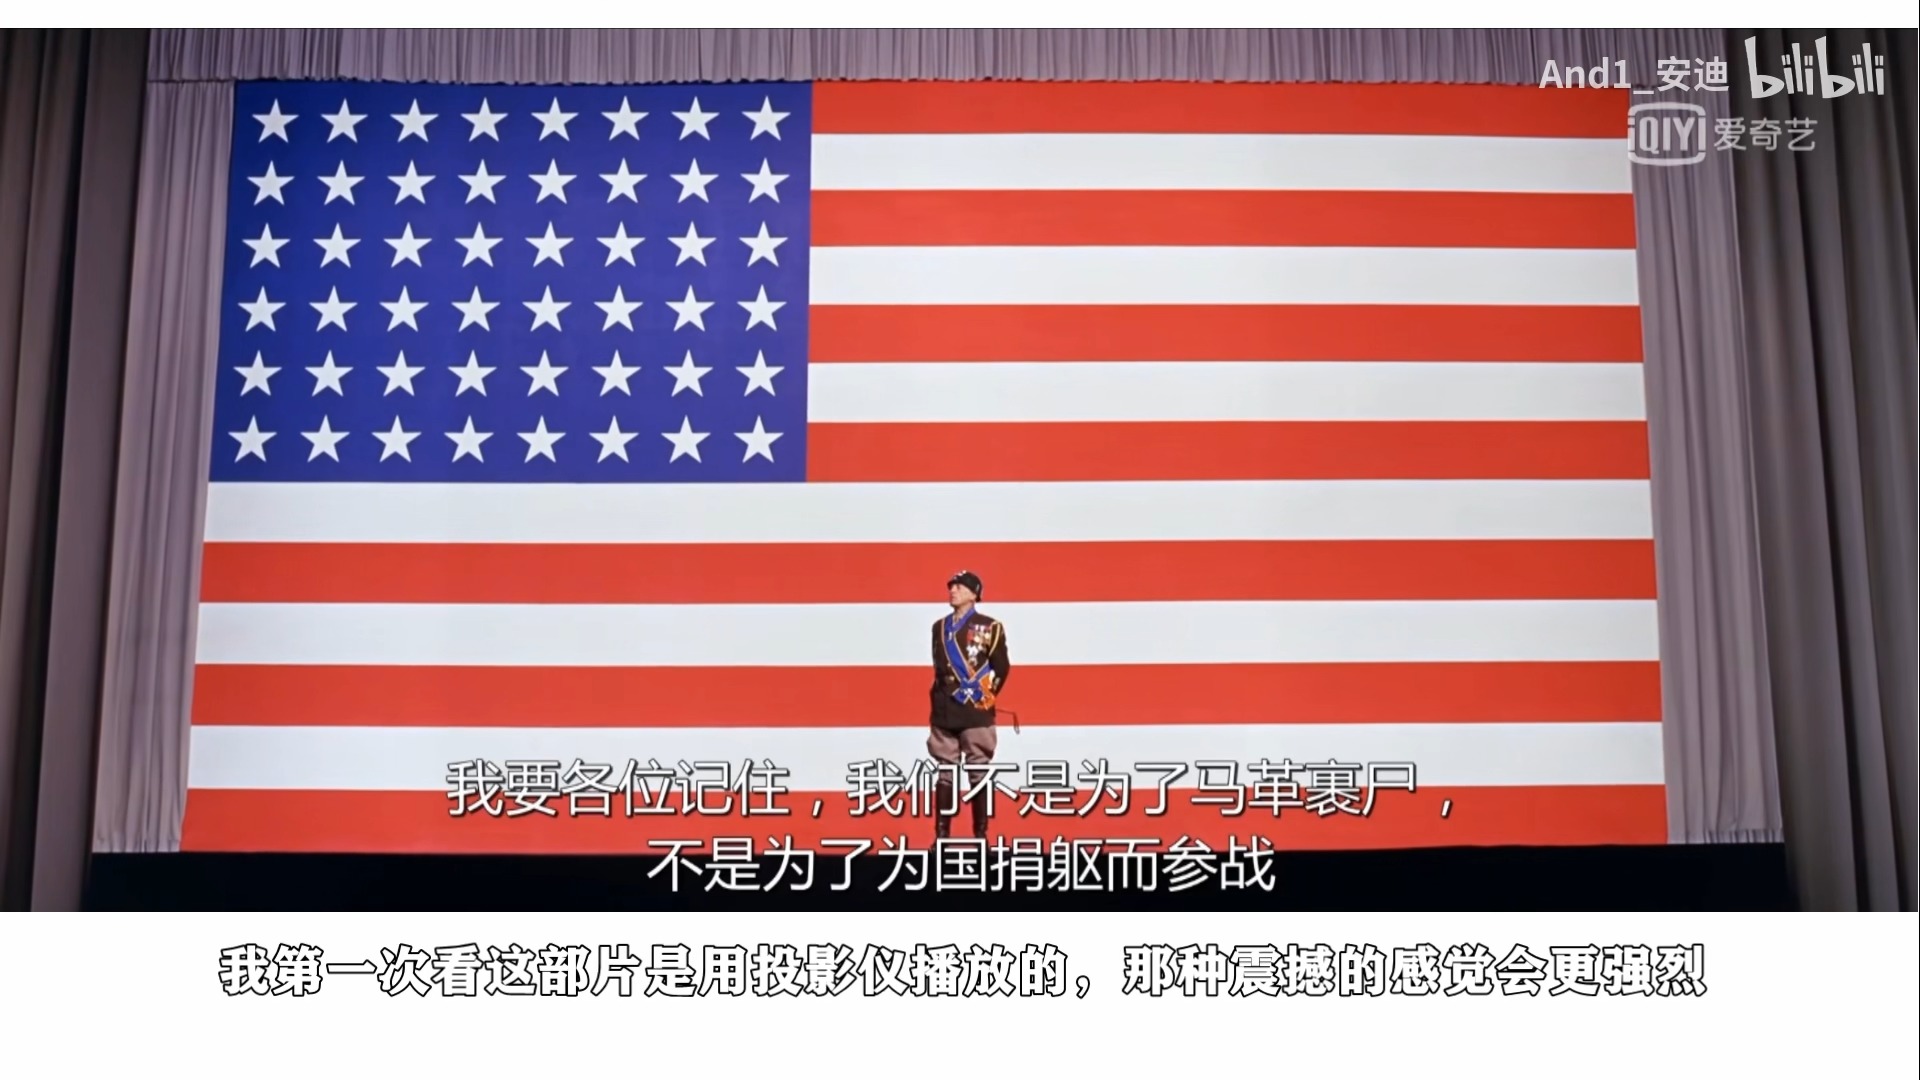 And1_安迪 bilibili
iQIYI 爱奇艺
我要各位记住，我们不是为了马革裹尸，
不是为了为国捐躯而参战
我第一次看这部片是用投影仪播放的，那种震撼的感觉会更强烈